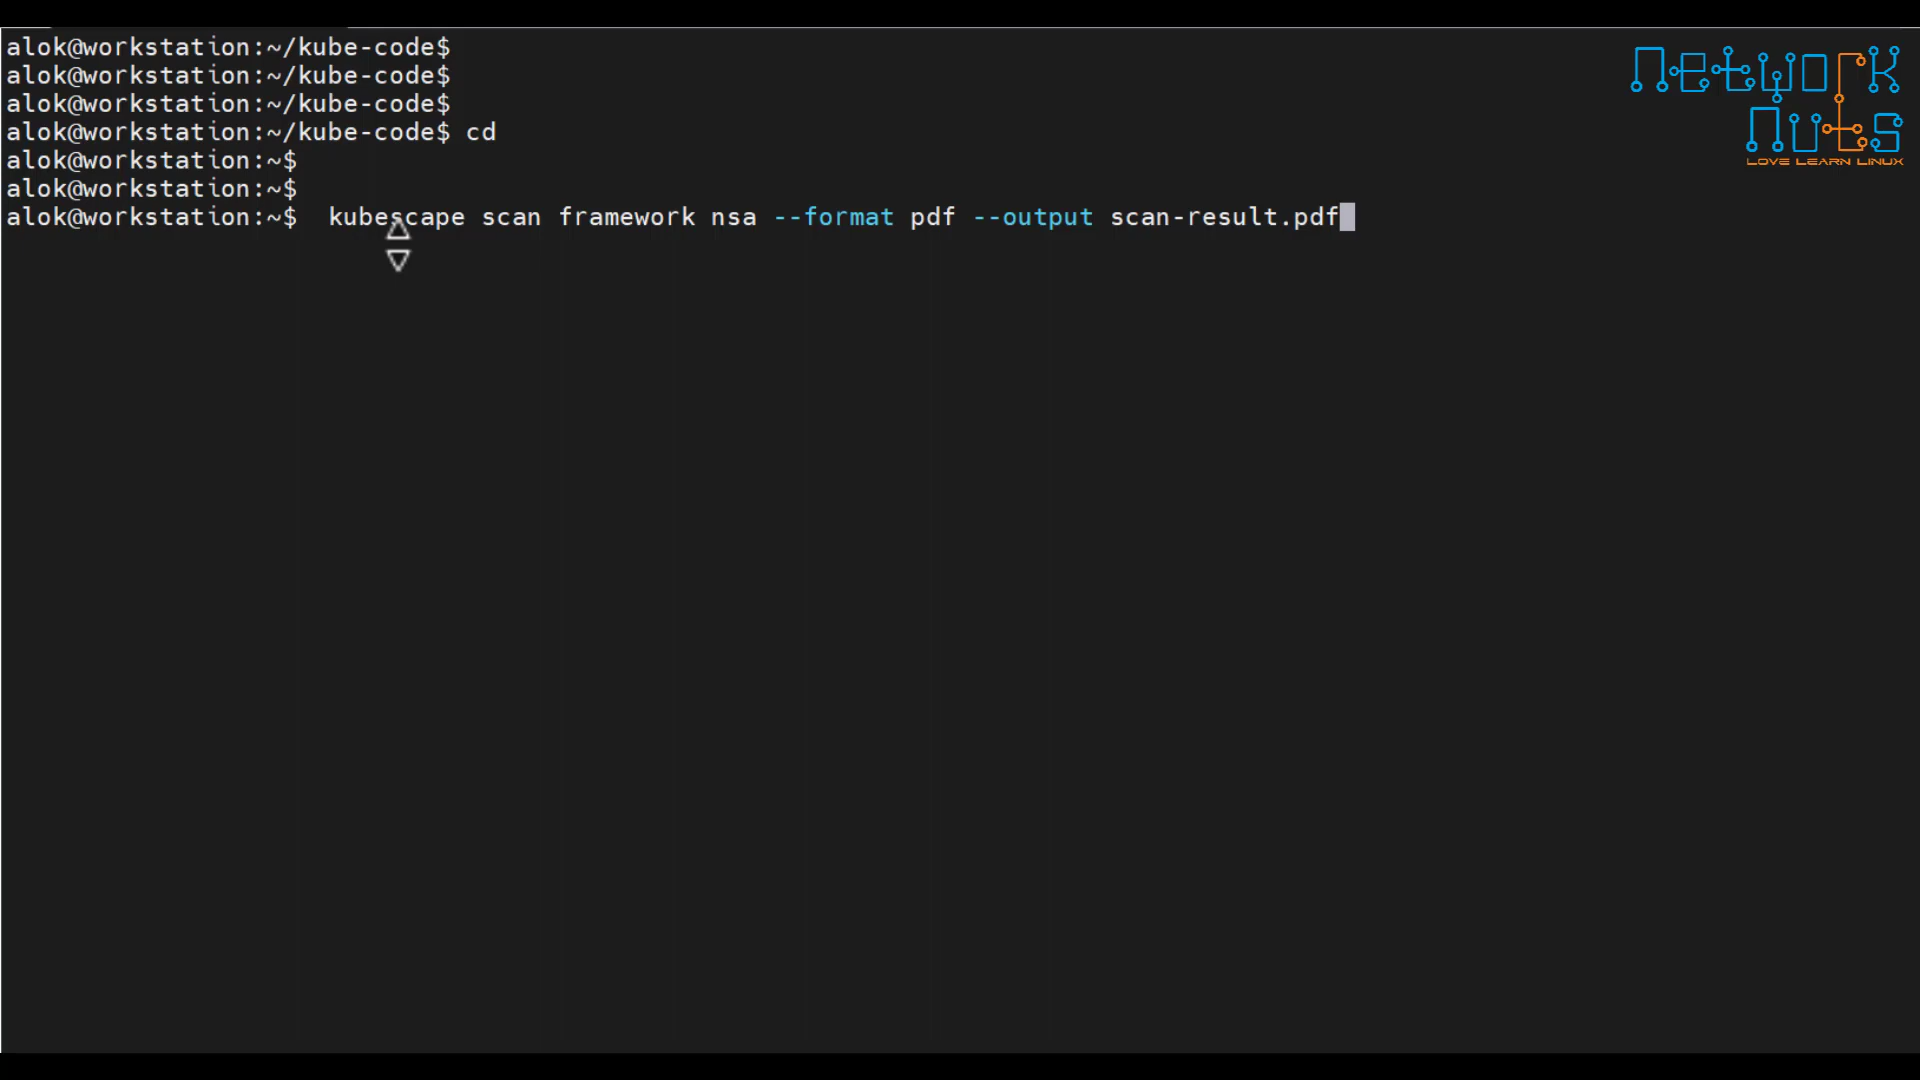 alok@workstation:~/kube-code$
alok@workstation:~/kube-code$
alok@workstation:~/kube-code$
alok@workstation:~/kube-code$ cd
alok@workstation:~$
alok@workstation:~$
alok@workstation:~$  kubescape scan framework nsa --format pdf --output scan-result.pdf
Network
Nuts
LOVE LEARN LINUX